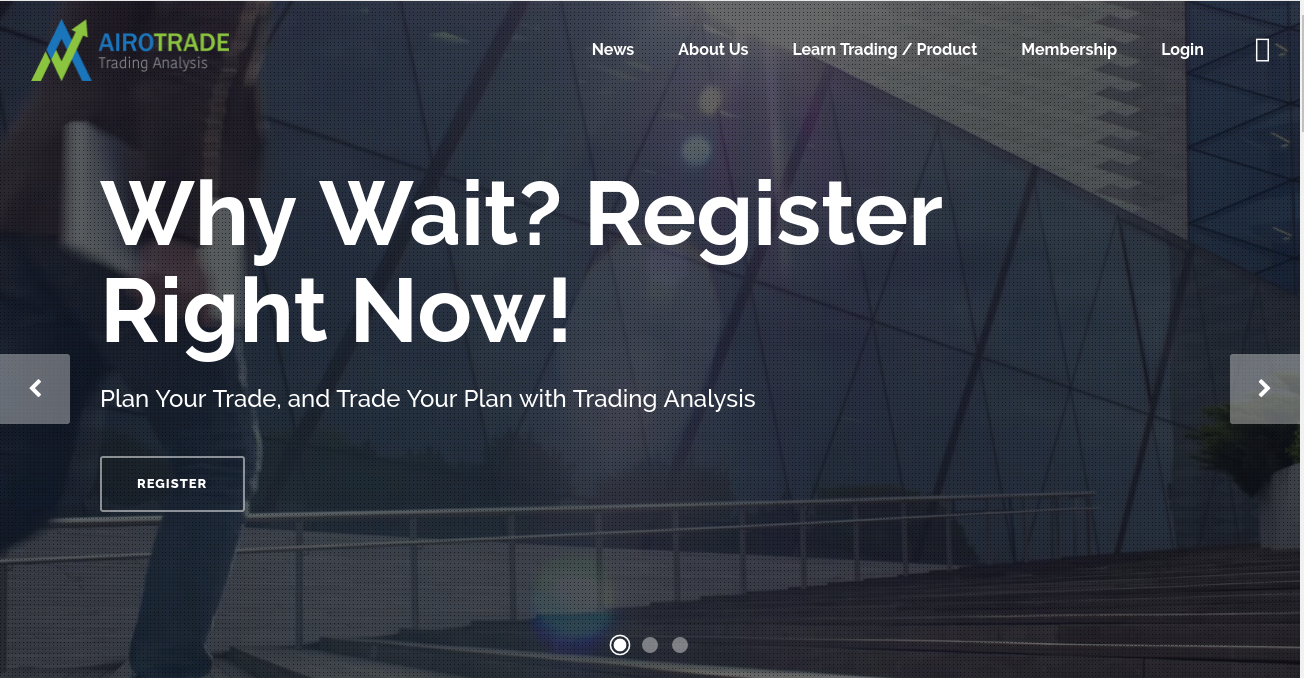 AIROTRADE
Trading Analysis
News
About Us
Learn Trading / Product
Membership
Login
Why Wait? Register
Right Now!
Plan Your Trade, and Trade Your Plan with Trading Analysis
REGISTER